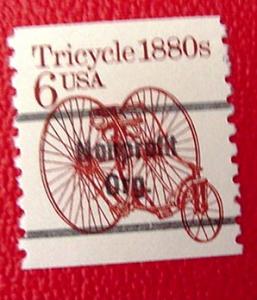 Tricycle 1880s
6 USA
Nonprofit
Org.